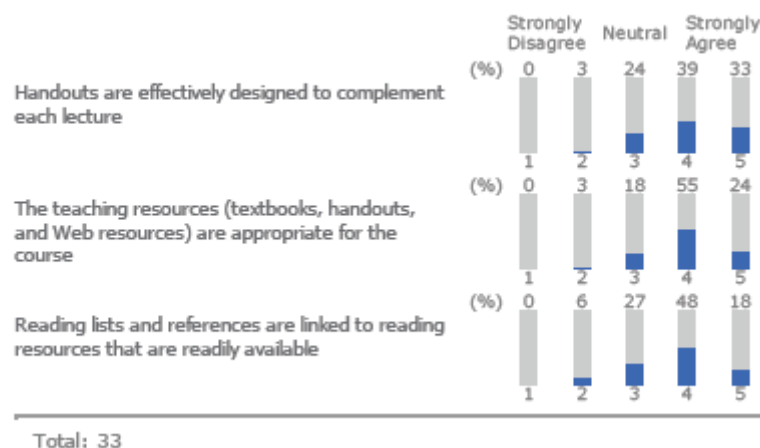 Strongly Disagree Neutral Strongly Agree
(%) 0 3 24 39 33
Handouts are effectively designed to complement
each lecture
1 2 3 4 5
(%) 0 3 18 55 24
The teaching resources (textbooks, handouts,
and Web resources) are appropriate for the
course
1 2 3 4 5
(%) 0 6 27 48 18
Reading lists and references are linked to reading
resources that are readily available
1 2 3 4 5
Total: 33